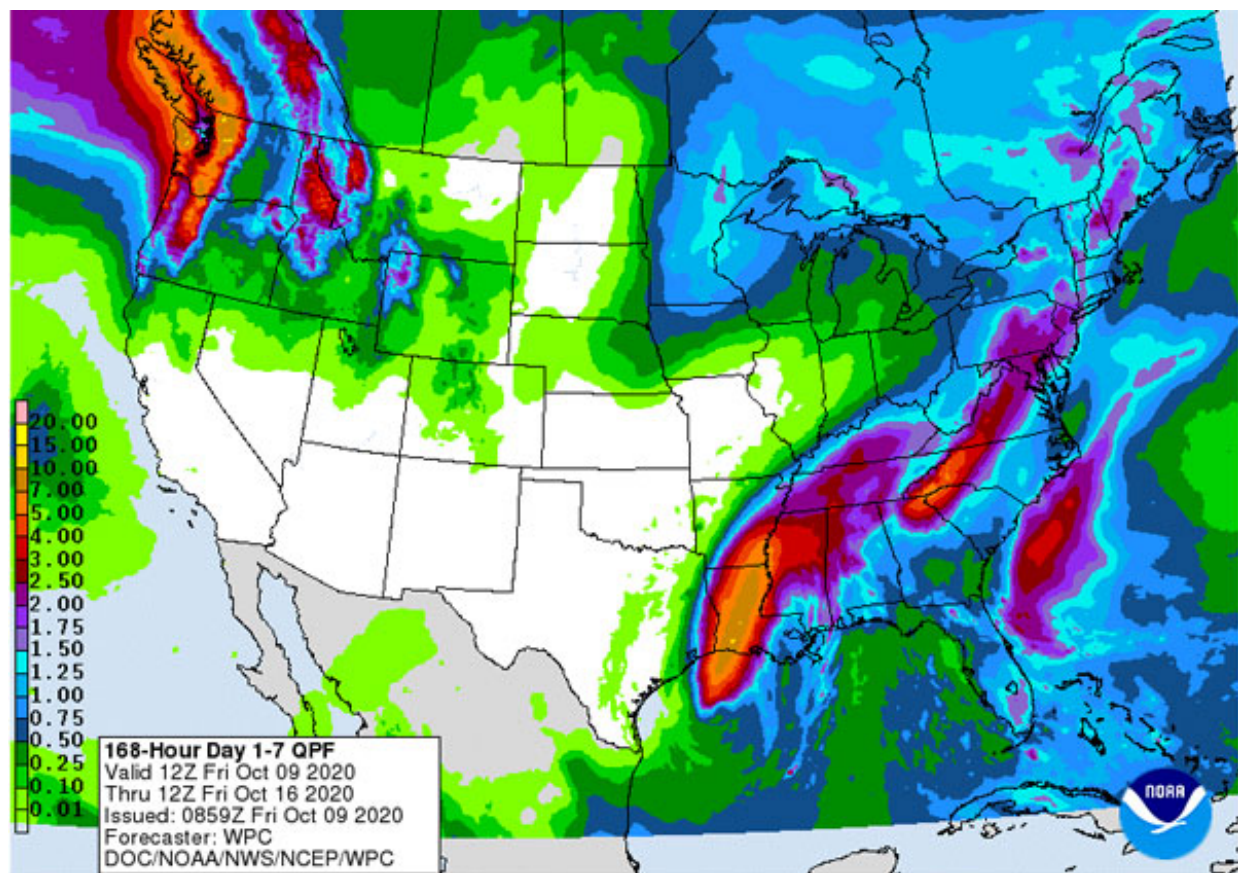 20.00
15.00
10.00
7.00
5.00
4.00
3.00
2.50
2.00
1.75
1.50
1.25
1.00
0.75
0.50
0.25
0.10
0.01
168-Hour Day 1-7 QPF
Valid 12Z Fri Oct 09 2020
Thru 12Z Fri Oct 16 2020
Issued: 0859Z Fri Oct 09 2020
Forecaster: WPC
DOC/NOAA/NWS/NCEP/WPC
NOAA